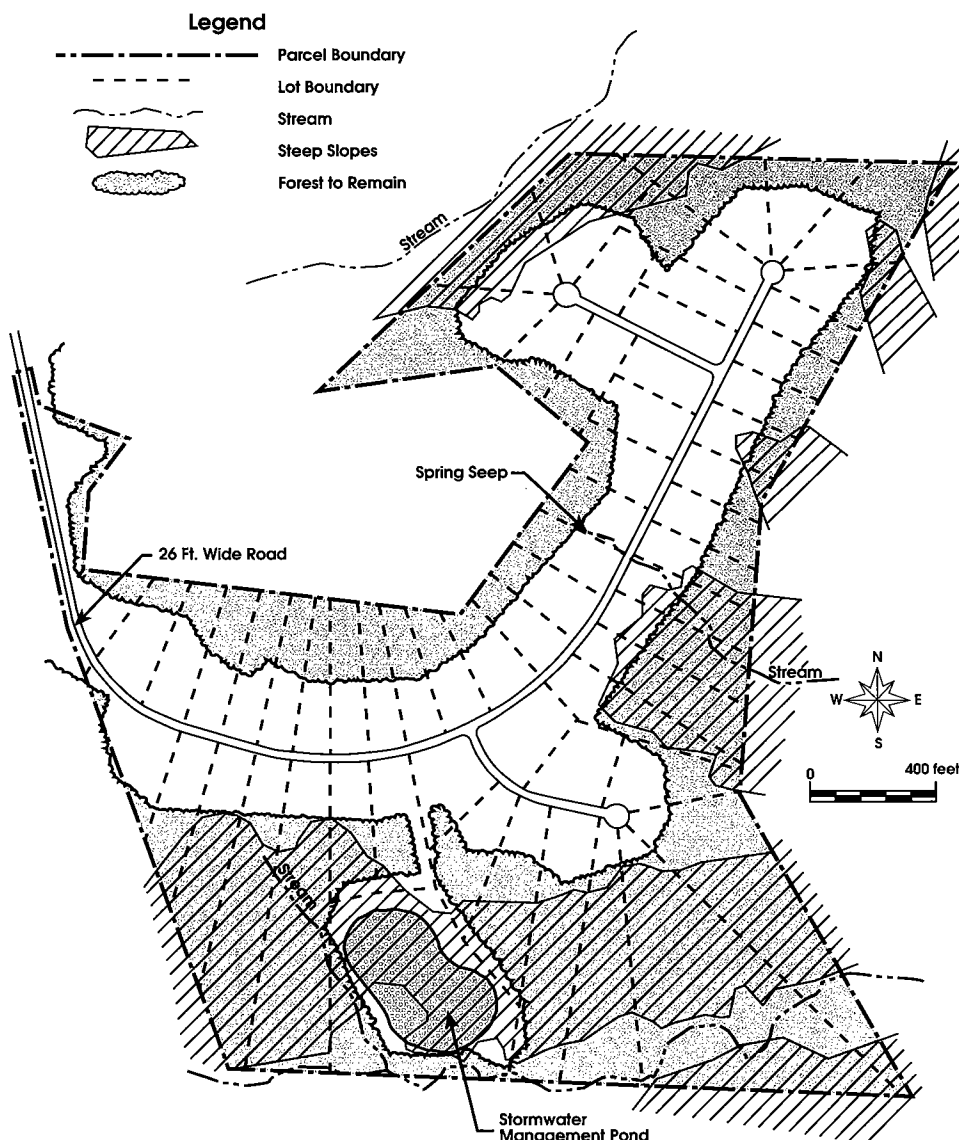 Legend
Parcel Boundary
Lot Boundary
Stream
Steep Slopes
Forest to Remain
Stream
Spring Seep
26 Ft. Wide Road
Stream
N
W E
S
0 400 feet
Stream
Stormwater
Management Pond